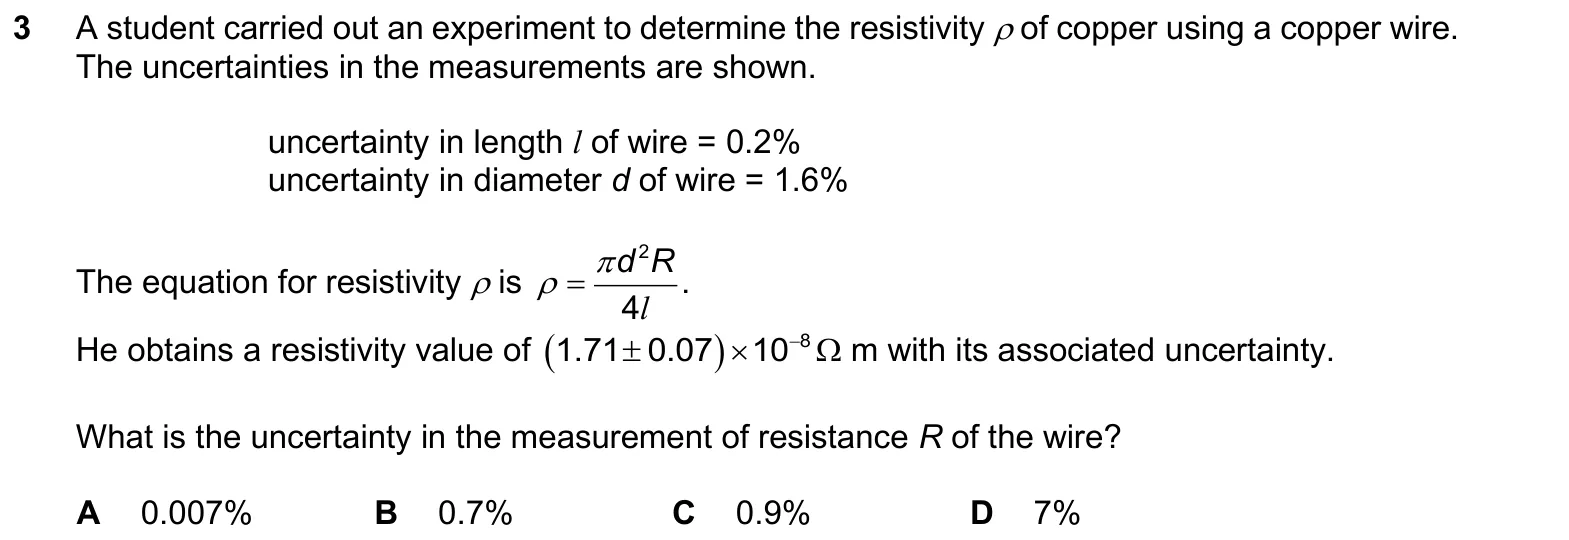 3 A student carried out an experiment to determine the resistivity ρ of copper using a copper wire.
The uncertainties in the measurements are shown.
uncertainty in length l of wire = 0.2%
uncertainty in diameter d of wire = 1.6%
The equation for resistivity ρ is ρ = πd²R / 4l.
He obtains a resistivity value of (1.71 ± 0.07) × 10⁻⁸ Ω m with its associated uncertainty.
What is the uncertainty in the measurement of resistance R of the wire?
A 0.007% B 0.7% C 0.9% D 7%